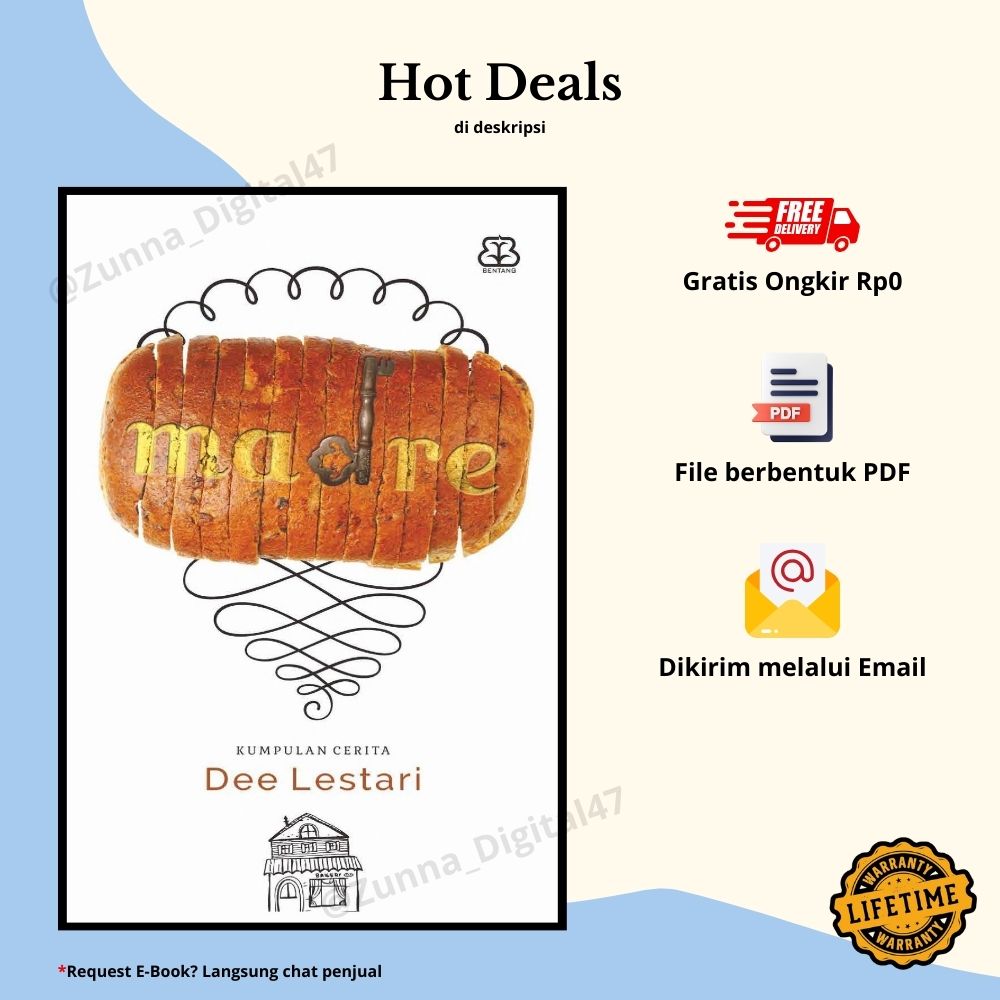 Hot Deals
di deskripsi
@Zunna_Digital47
BENTANG
madre
KUMPULAN CERITA
Dee Lestari
BAKERY
@Zunna_Digital47
FREE
DELIVERY
Gratis Ongkir Rp0
PDF
File berbentuk PDF
@
Dikirim melalui Email
WARRANTY
LIFETIME
WARRANTY
*Request E-Book? Langsung chat penjual